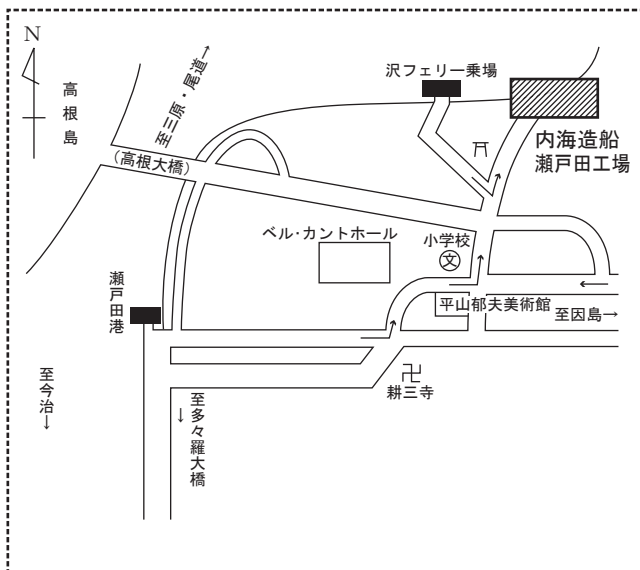 N
高根島
至三原・尾道→
(高根大橋)
沢フェリー乗場
内海造船
瀬戸田工場
ベル・カントホール
小学校
文
平山郁夫美術館
至因島→
瀬戸田港
耕三寺
至今治→
至多々羅大橋→